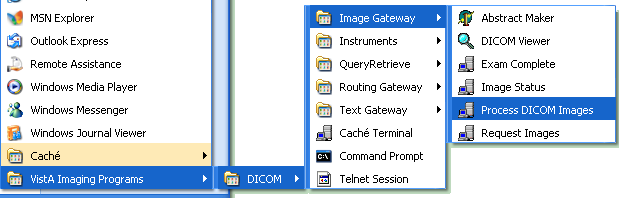 MSN Explorer
Outlook Express
Remote Assistance
Windows Media Player
Windows Messenger
Windows Journal Viewer
Caché
VistA Imaging Programs
DICOM
Image Gateway
Instruments
QueryRetrieve
Routing Gateway
Text Gateway
Caché Terminal
Command Prompt
Telnet Session
Abstract Maker
DICOM Viewer
Exam Complete
Image Status
Process DICOM Images
Request Images